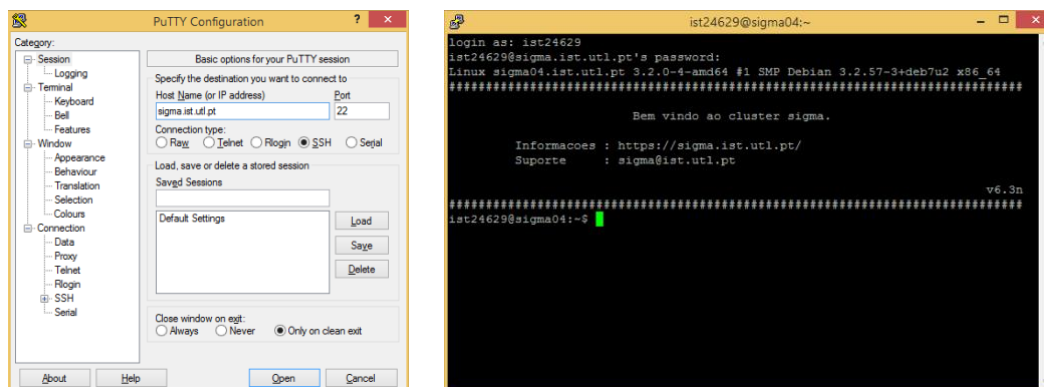 PuTTY Configuration
?
×
Category:
Session
Logging
Terminal
Keyboard
Bell
Features
Window
Appearance
Behaviour
Translation
Selection
Colours
Connection
Data
Proxy
Telnet
Rlogin
SSH
Serial
Basic options for your PuTTY session
Specify the destination you want to connect to
Host Name (or IP address) Port
sigma.ist.utl.pt 22
Connection type:
Raw Telnet Rlogin SSH Serial
Load, save or delete a stored session
Saved Sessions
Default Settings
Load
Save
Delete
Close window on exit:
Always Never Only on clean exit
About Help Open Cancel
ist24629@sigma04:~
login as: ist24629
ist24629@sigma.ist.utl.pt's password:
Linux sigma04.ist.utl.pt 3.2.0-4-amd64 #1 SMP Debian 3.2.57-3+deb7u2 x86_64
###########################################################################
Bem vindo ao cluster sigma.
Informacoes : https://sigma.ist.utl.pt/
Suporte : sigma@ist.utl.pt
v6.3n
###########################################################################
ist24629@sigma04:~$